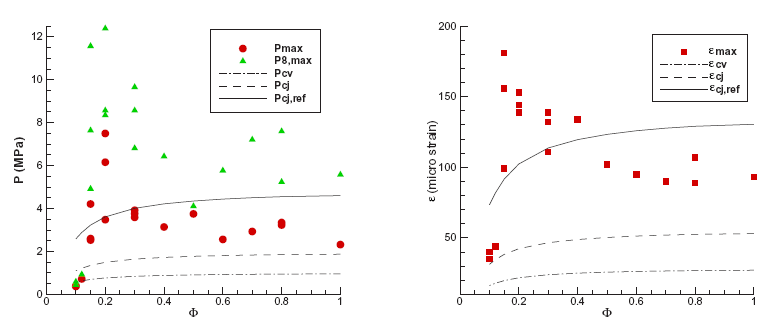 12
10
8
6
4
2
0
P (MPa)
Pmax
P8,max
Pcv
Pcj
Pcj,ref
0 0.2 0.4 0.6 0.8 1
Φ
200
150
100
50
ε (micro strain)
εmax
εcv
εcj
εcj,ref
0 0.2 0.4 0.6 0.8 1
Φ